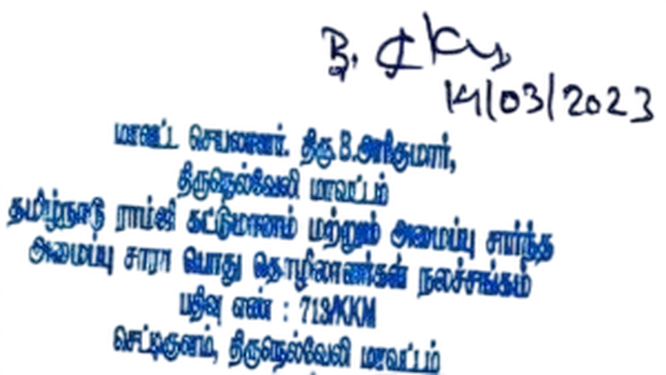 B.
14/03/2023
மாவட்ட செயலாளர். திரு.B.அரிகுமார்,
திருநெல்வேலி மாவட்டம்
தமிழ்நாடு ராம்ஜி கட்டுமானம் மற்றும் அமைப்பு சார்ந்த
அமைப்பு சாரா பொது தொழிலாளர்கள் நலச்சங்கம்
பதிவு எண் : 713/KKM
செட்டிகுளம், திருநெல்வேலி மாவட்டம்